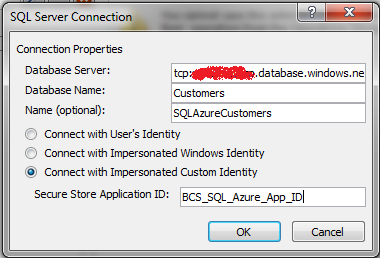 SQL Server Connection
Connection Properties
Database Server: tcp: .database.windows.ne
Database Name: Customers
Name (optional): SQLAzureCustomers
Connect with User's Identity
Connect with Impersonated Windows Identity
Connect with Impersonated Custom Identity
Secure Store Application ID: BCS_SQL_Azure_App_ID
OK Cancel